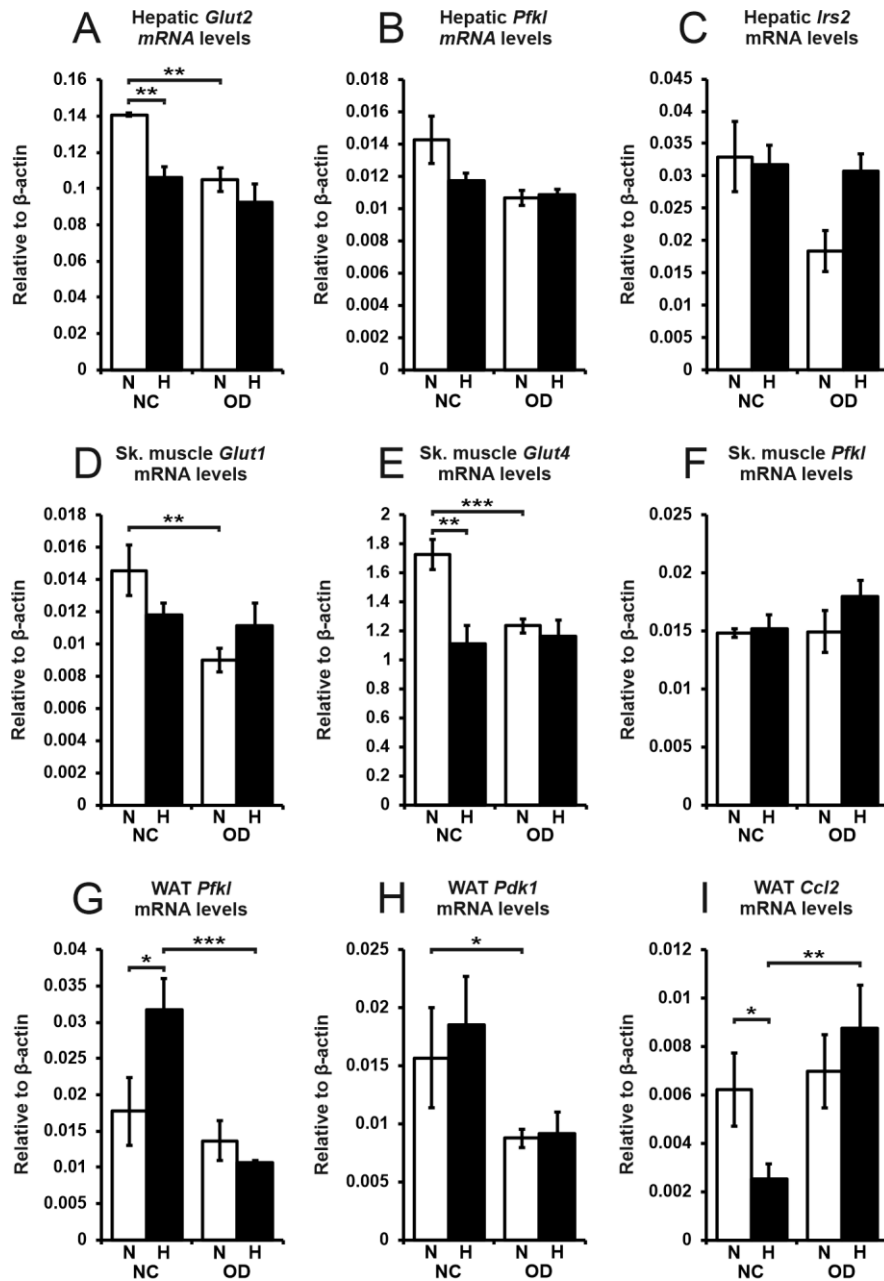 A
Hepatic Glut2
mRNA levels
Relative to β-actin
0.16
0.14
0.12
0.1
0.08
0.06
0.04
0.02
0
**
**
N H N H
NC OD
B
Hepatic Pfkl
mRNA levels
Relative to β-actin
0.018
0.016
0.014
0.012
0.01
0.008
0.006
0.004
0.002
0
N H N H
NC OD
C
Hepatic Irs2
mRNA levels
Relative to β-actin
0.045
0.04
0.035
0.03
0.025
0.02
0.015
0.01
0.005
0
N H N H
NC OD
D
Sk. muscle Glut1
mRNA levels
Relative to β-actin
0.018
0.016
0.014
0.012
0.01
0.008
0.006
0.004
0.002
0
**
N H N H
NC OD
E
Sk. muscle Glut4
mRNA levels
Relative to β-actin
2
1.8
1.6
1.4
1.2
1
0.8
0.6
0.4
0.2
0
***
**
N H N H
NC OD
F
Sk. muscle Pfkl
mRNA levels
Relative to β-actin
0.025
0.02
0.015
0.01
0.005
0
N H N H
NC OD
G
WAT Pfkl
mRNA levels
Relative to β-actin
0.04
0.035
0.03
0.025
0.02
0.015
0.01
0.005
0
***
*
N H N H
NC OD
H
WAT Pdk1
mRNA levels
Relative to β-actin
0.025
0.02
0.015
0.01
0.005
0
*
N H N H
NC OD
I
WAT Ccl2
mRNA levels
Relative to β-actin
0.012
0.01
0.008
0.006
0.004
0.002
0
**
*
N H N H
NC OD